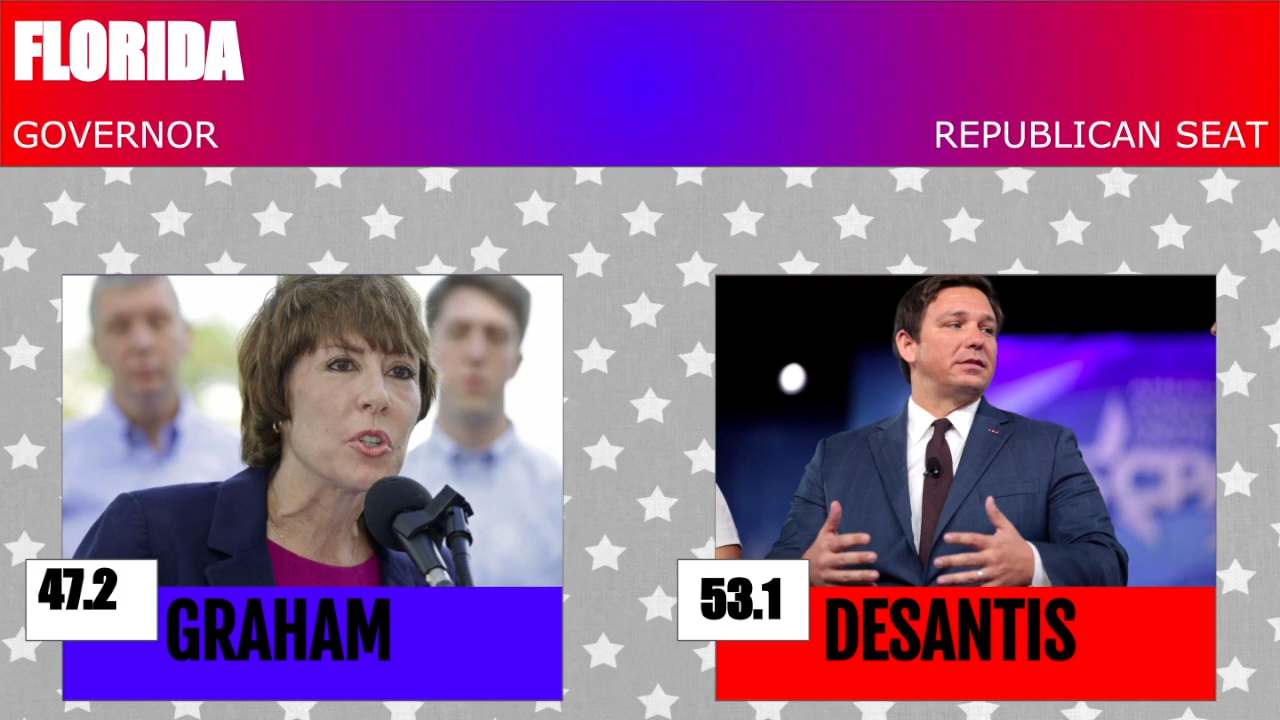 FLORIDA
GOVERNOR
REPUBLICAN SEAT
47.2
GRAHAM
53.1
DESANTIS